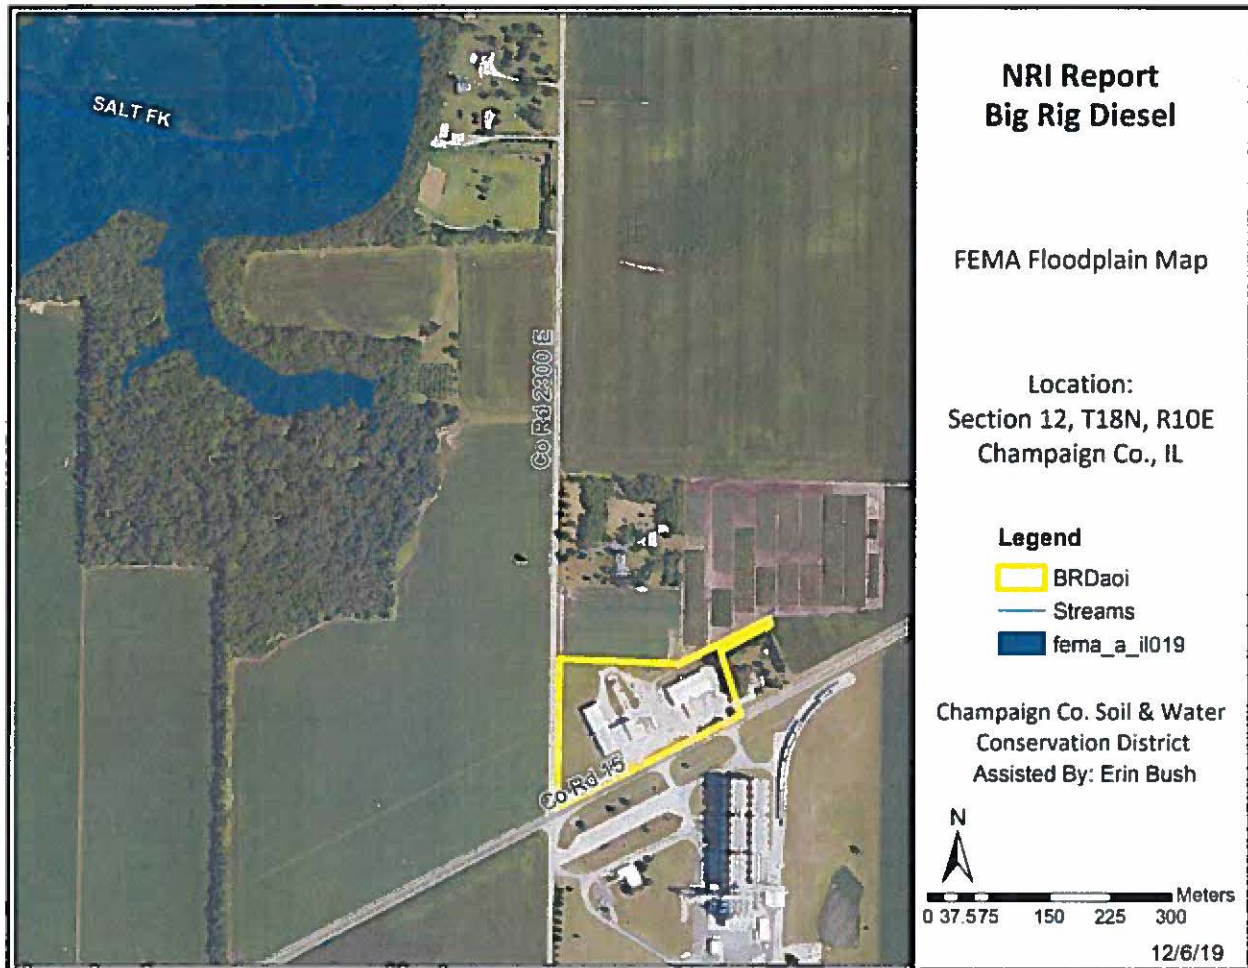 NRI Report
Big Rig Diesel
FEMA Floodplain Map
Location:
Section 12, T18N, R10E
Champaign Co., IL
Legend
BRDaoi
Streams
fema_a_il019
Champaign Co. Soil & Water
Conservation District
Assisted By: Erin Bush
N
Meters
0 37.5 75 150 225 300
12/6/19
SALT FK
Co Rd 2300 E
Co Rd 15